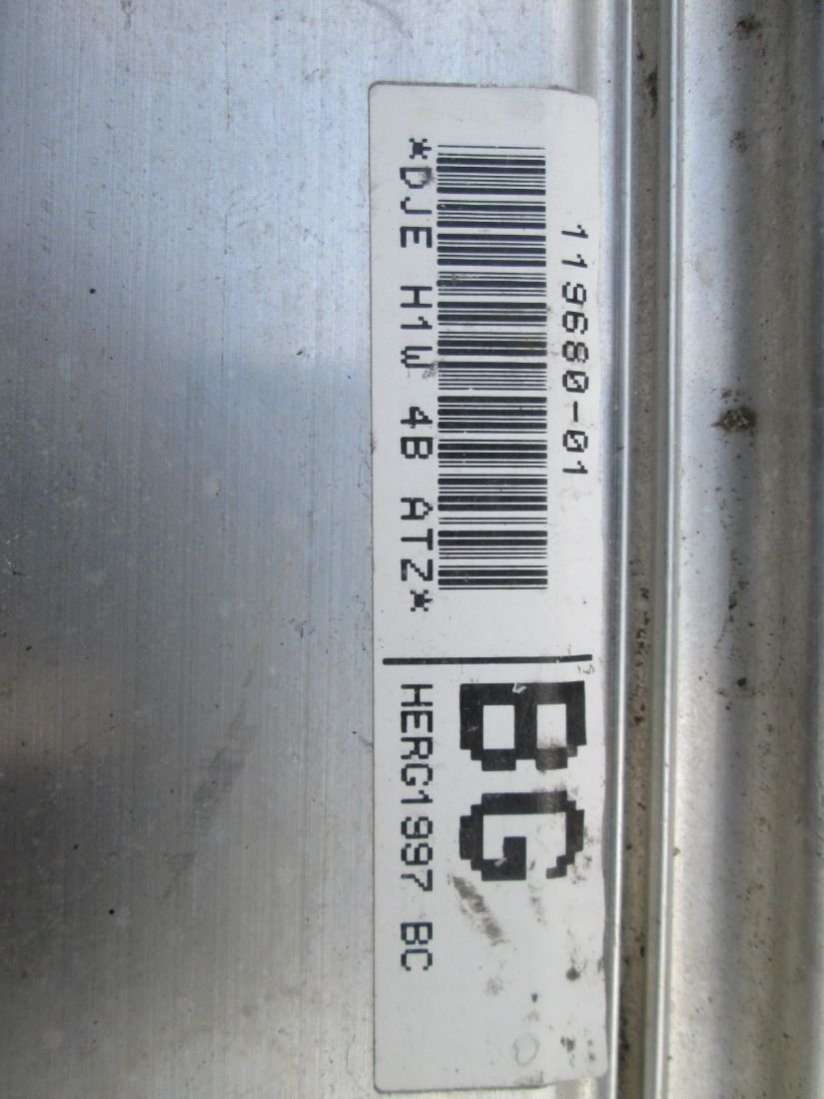 119680-01
*DJE H1W 4B ATZ*
BG
HERG1997 BC